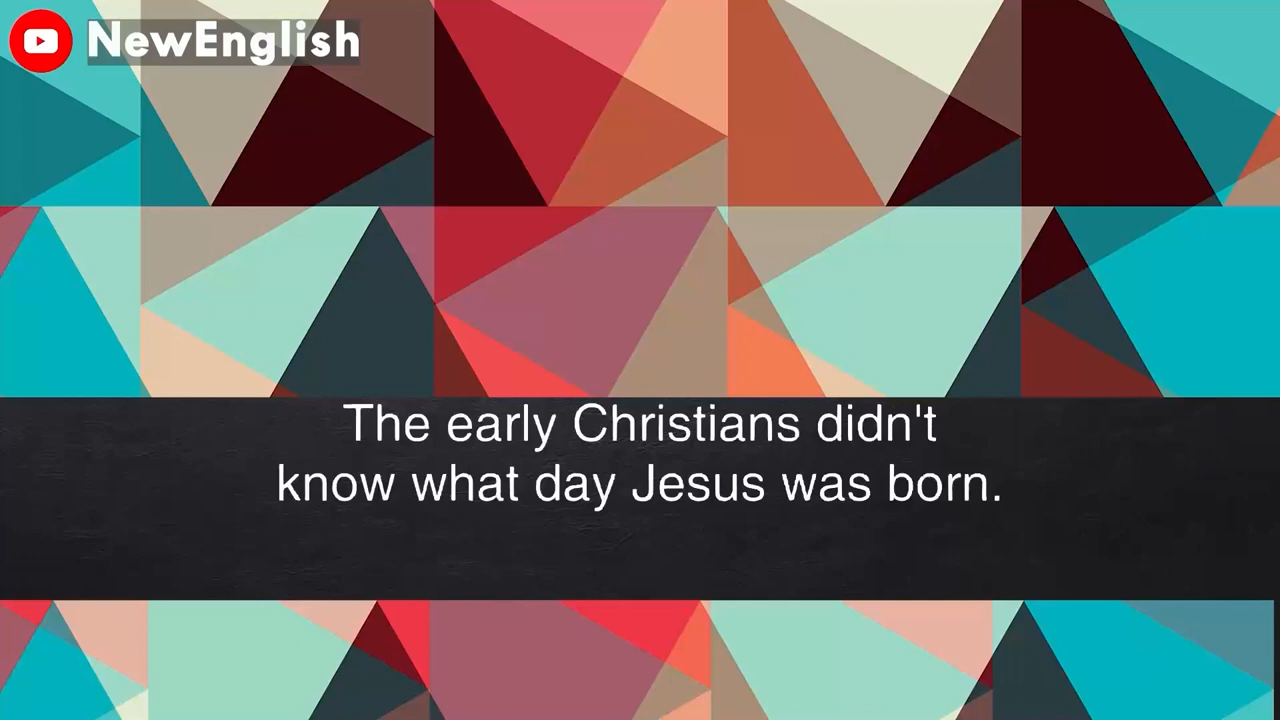 NewEnglish
The early Christians didn't
know what day Jesus was born.